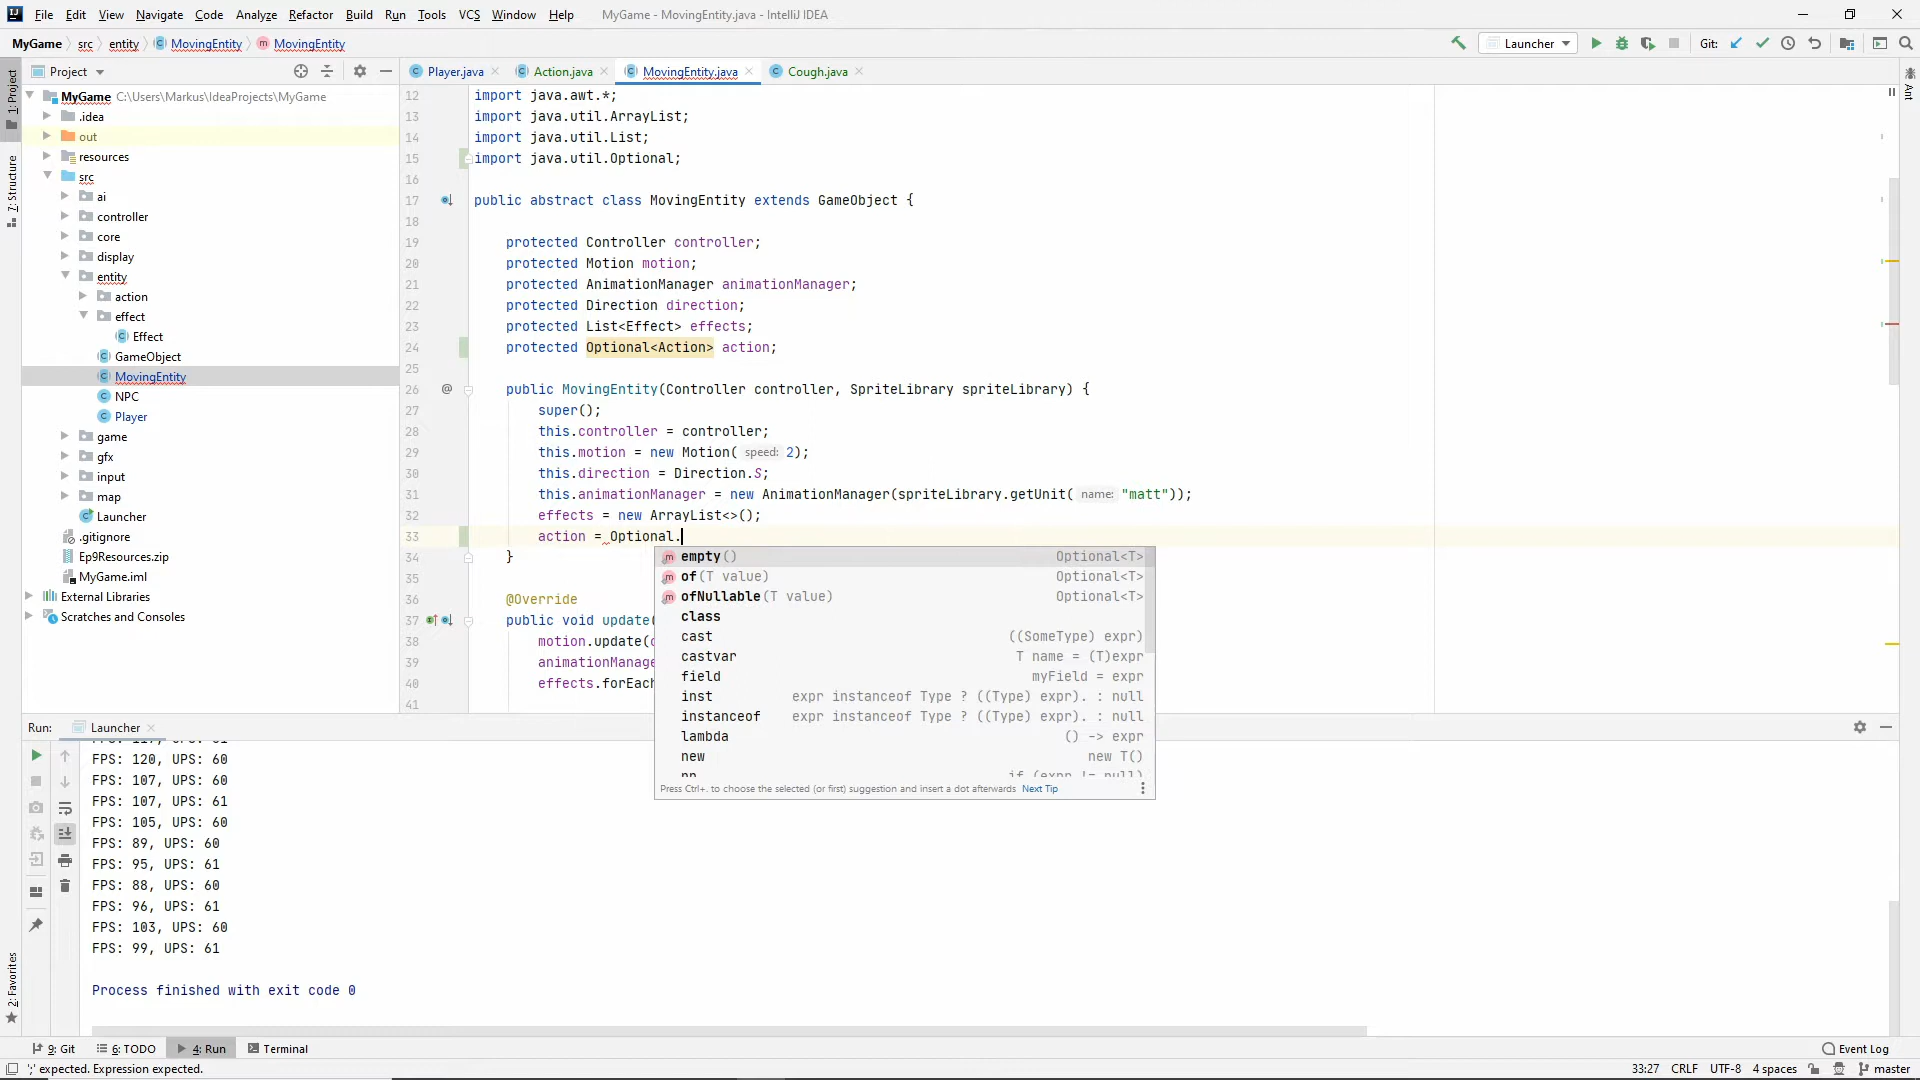 File Edit View Navigate Code Analyze Refactor Build Run Tools VCS Window Help MyGame - MovingEntity.java - IntelliJ IDEA
MyGame src entity MovingEntity MovingEntity Launcher Git:
Project Player.java Action.java MovingEntity.java Cough.java
1: Project
7: Structure
2: Favorites
Ant
MyGame C:\Users\Markus\IdeaProjects\MyGame
.idea
out
resources
src
ai
controller
core
display
entity
action
effect
Effect
GameObject
MovingEntity
NPC
Player
game
gfx
input
map
Launcher
.gitignore
Ep9Resources.zip
MyGame.iml
External Libraries
Scratches and Consoles
12 import java.awt.*;
13 import java.util.ArrayList;
14 import java.util.List;
15 import java.util.Optional;
16
17 public abstract class MovingEntity extends GameObject {
18
19 protected Controller controller;
20 protected Motion motion;
21 protected AnimationManager animationManager;
22 protected Direction direction;
23 protected List<Effect> effects;
24 protected Optional<Action> action;
25
26 @ public MovingEntity(Controller controller, SpriteLibrary spriteLibrary) {
27 super();
28 this.controller = controller;
29 this.motion = new Motion( speed: 2);
30 this.direction = Direction.S;
31 this.animationManager = new AnimationManager(spriteLibrary.getUnit( name: "matt"));
32 effects = new ArrayList<>();
33 action = Optional.
34 }
35
36 @Override
37 public void update(
38 motion.update(c
39 animationManage
40 effects.forEach
41
empty() Optional<T>
of(T value) Optional<T>
ofNullable(T value) Optional<T>
class
cast ((SomeType) expr)
castvar T name = (T)expr
field myField = expr
inst expr instanceof Type ? ((Type) expr). : null
instanceof expr instanceof Type ? ((Type) expr). : null
lambda () -> expr
new new T()
nn if (expr != null)
Press Ctrl+. to choose the selected (or first) suggestion and insert a dot afterwards Next Tip
Run: Launcher
FPS: 120, UPS: 60
FPS: 107, UPS: 60
FPS: 107, UPS: 61
FPS: 105, UPS: 60
FPS: 89, UPS: 60
FPS: 95, UPS: 61
FPS: 88, UPS: 60
FPS: 96, UPS: 61
FPS: 103, UPS: 60
FPS: 99, UPS: 61
Process finished with exit code 0
9: Git 6: TODO 4: Run Terminal Event Log
';' expected. Expression expected. 33:27 CRLF UTF-8 4 spaces master